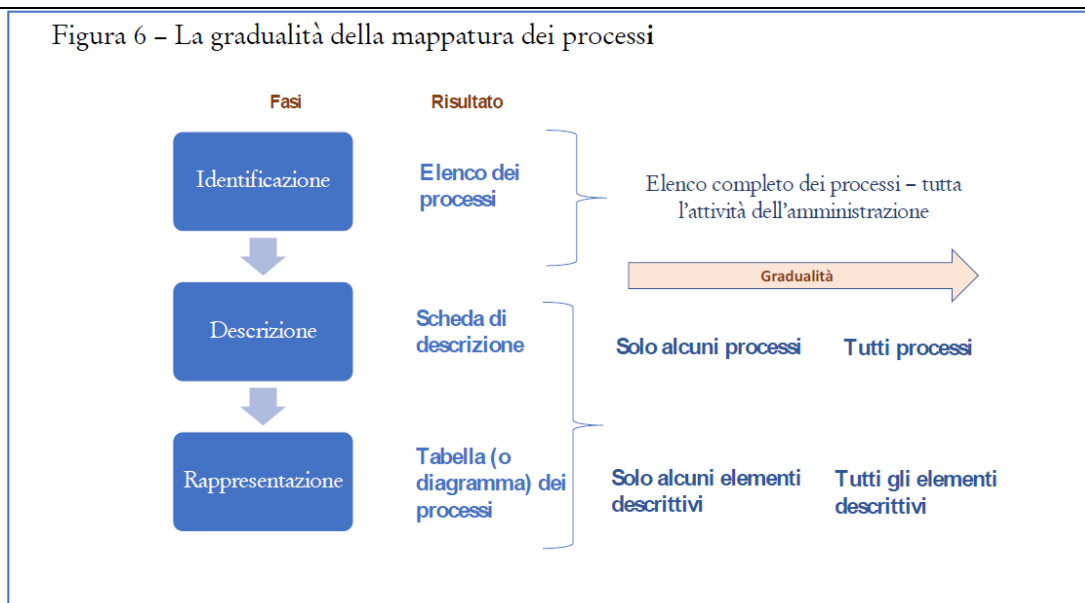 Figura 6 – La gradualità della mappatura dei processi
Fasi
Risultato
Identificazione
Elenco dei
processi
Elenco completo dei processi – tutta
l'attività dell'amministrazione
Gradualità
Descrizione
Scheda di
descrizione
Solo alcuni processi
Tutti processi
Rappresentazione
Tabella (o
diagramma) dei
processi
Solo alcuni elementi
descrittivi
Tutti gli elementi
descrittivi